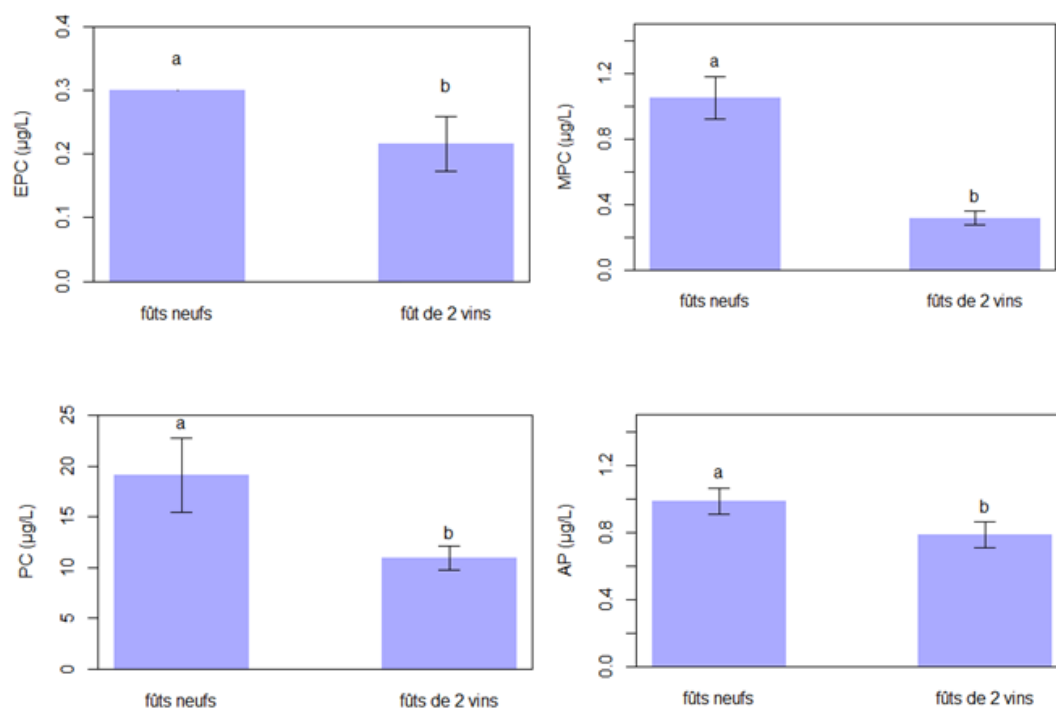 EPC (µg/L)
0.4
0.3
0.2
0.1
0.0
a
b
fûts neufs
fût de 2 vins
MPC (µg/L)
1.2
0.8
0.4
0.0
a
b
fûts neufs
fûts de 2 vins
PC (µg/L)
25
20
15
10
5
0
a
b
fûts neufs
fûts de 2 vins
AP (µg/L)
1.2
0.8
0.4
0.0
a
b
fûts neufs
fûts de 2 vins